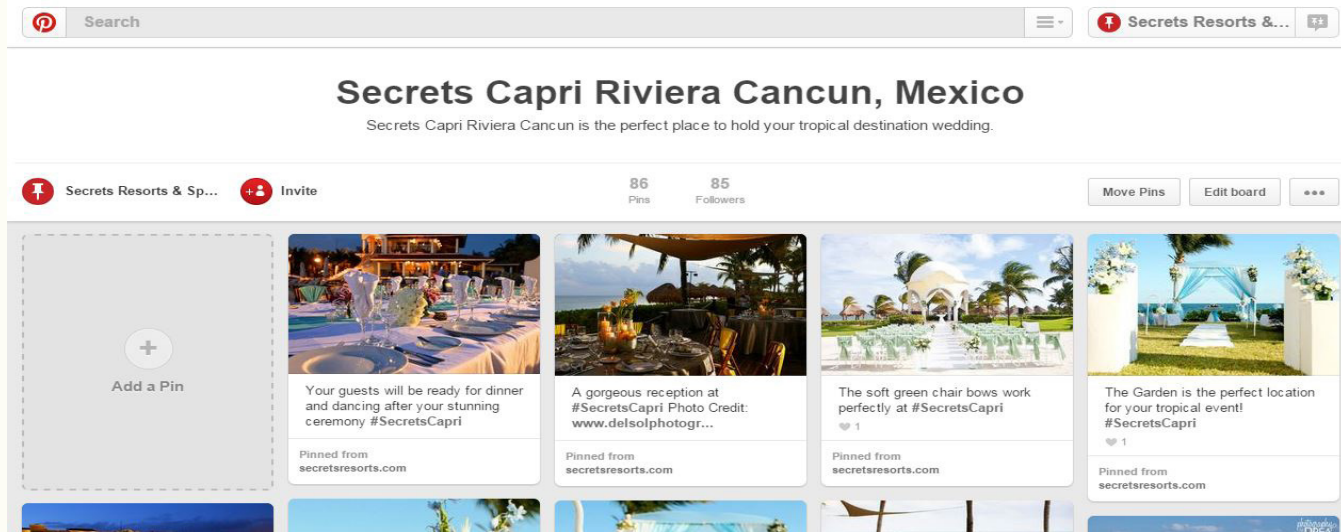 Search
Secrets Resorts &...
Secrets Capri Riviera Cancun, Mexico
Secrets Capri Riviera Cancun is the perfect place to hold your tropical destination wedding.
Secrets Resorts & Sp...
Invite
86
Pins
85
Followers
Move Pins
Edit board
Add a Pin
Your guests will be ready for dinner
and dancing after your stunning
ceremony #SecretsCapri
Pinned from
secretsresorts.com
A gorgeous reception at
#SecretsCapri Photo Credit:
www.delsolphotogr...
Pinned from
secretsresorts.com
The soft green chair bows work
perfectly at #SecretsCapri
1
Pinned from
secretsresorts.com
The Garden is the perfect location
for your tropical event!
#SecretsCapri
1
Pinned from
secretsresorts.com